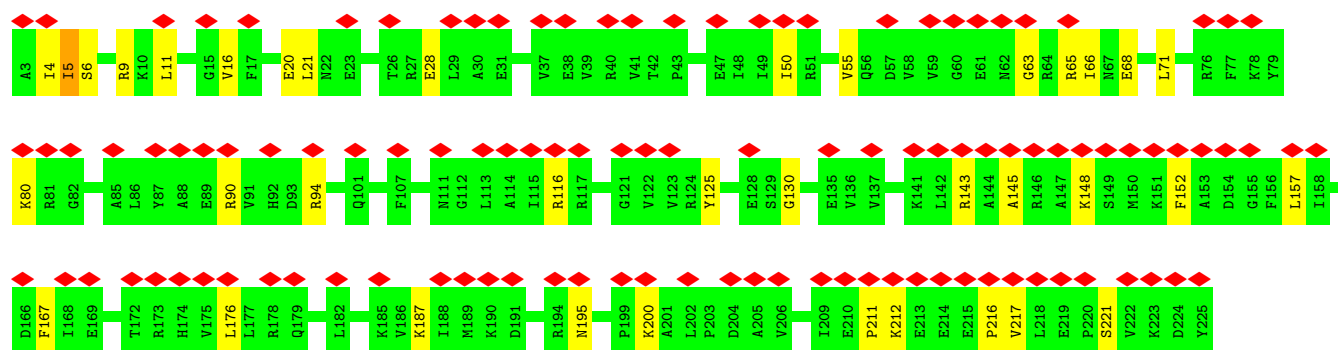 A3 I4 I5 S6 R9 K10 L11 G15 V16 F17 E20 L21 N22 E23 T26 R27 E28 L29 A30 E31 V37 E38 V39 R40 V41 T42 P43 E47 I48 I49 I50 R51 V55 Q56 D57 V58 V59 G60 E61 N62 G63 R64 R65 I66 N67 E68 L71 R76 F77 K78 Y79
K80 R81 G82 A85 L86 Y87 A88 E89 R90 V91 H92 D93 R94 Q101 F107 N111 G112 L113 A114 I115 R116 R117 G121 V122 V123 R124 Y125 E128 S129 G130 E135 V136 V137 K141 L142 R143 A144 A145 R146 A147 K148 S149 M150 K151 F152 A153 D154 G155 F156 L157 I158
D166 F167 I168 E169 T172 R173 H174 V175 L176 L177 R178 Q179 L182 K185 V186 K187 I188 M189 K190 D191 R194 N195 P199 K200 A201 L202 P203 D204 A205 V206 I209 E210 P211 K212 E213 E214 E215 P216 V217 L218 E219 P220 S221 V222 K223 D224 Y225